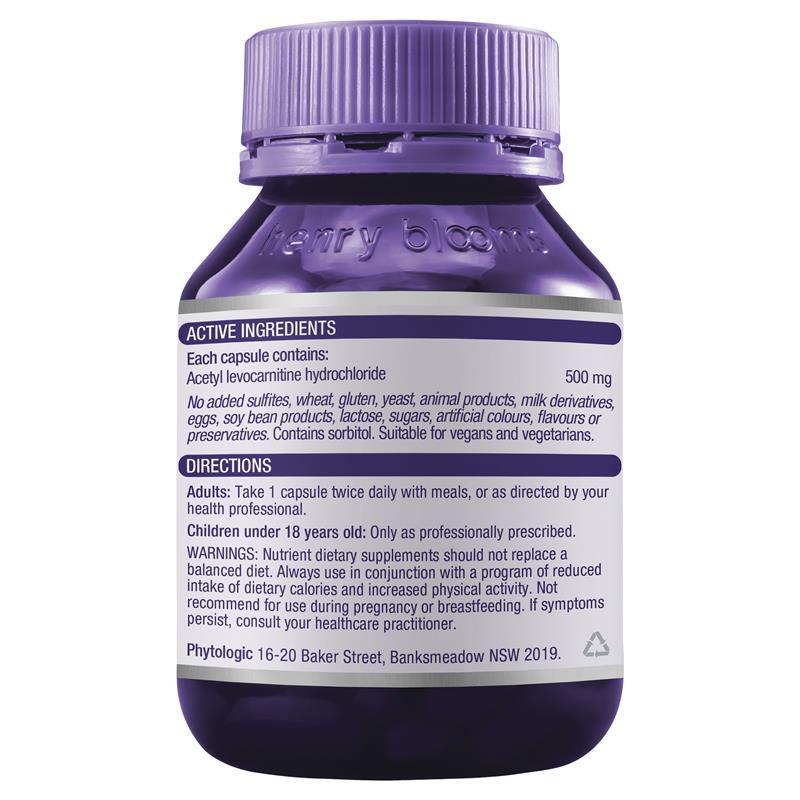 henry blooms
ACTIVE INGREDIENTS
Each capsule contains:
Acetyl levocarnitine hydrochloride 500 mg
No added sulfites, wheat, gluten, yeast, animal products, milk derivatives,
eggs, soy bean products, lactose, sugars, artificial colours, flavours or
preservatives. Contains sorbitol. Suitable for vegans and vegetarians.
DIRECTIONS
Adults: Take 1 capsule twice daily with meals, or as directed by your
health professional.
Children under 18 years old: Only as professionally prescribed.
WARNINGS: Nutrient dietary supplements should not replace a
balanced diet. Always use in conjunction with a program of reduced
intake of dietary calories and increased physical activity. Not
recommend for use during pregnancy or breastfeeding. If symptoms
persist, consult your healthcare practitioner.
Phytologic 16-20 Baker Street, Banksmeadow NSW 2019.